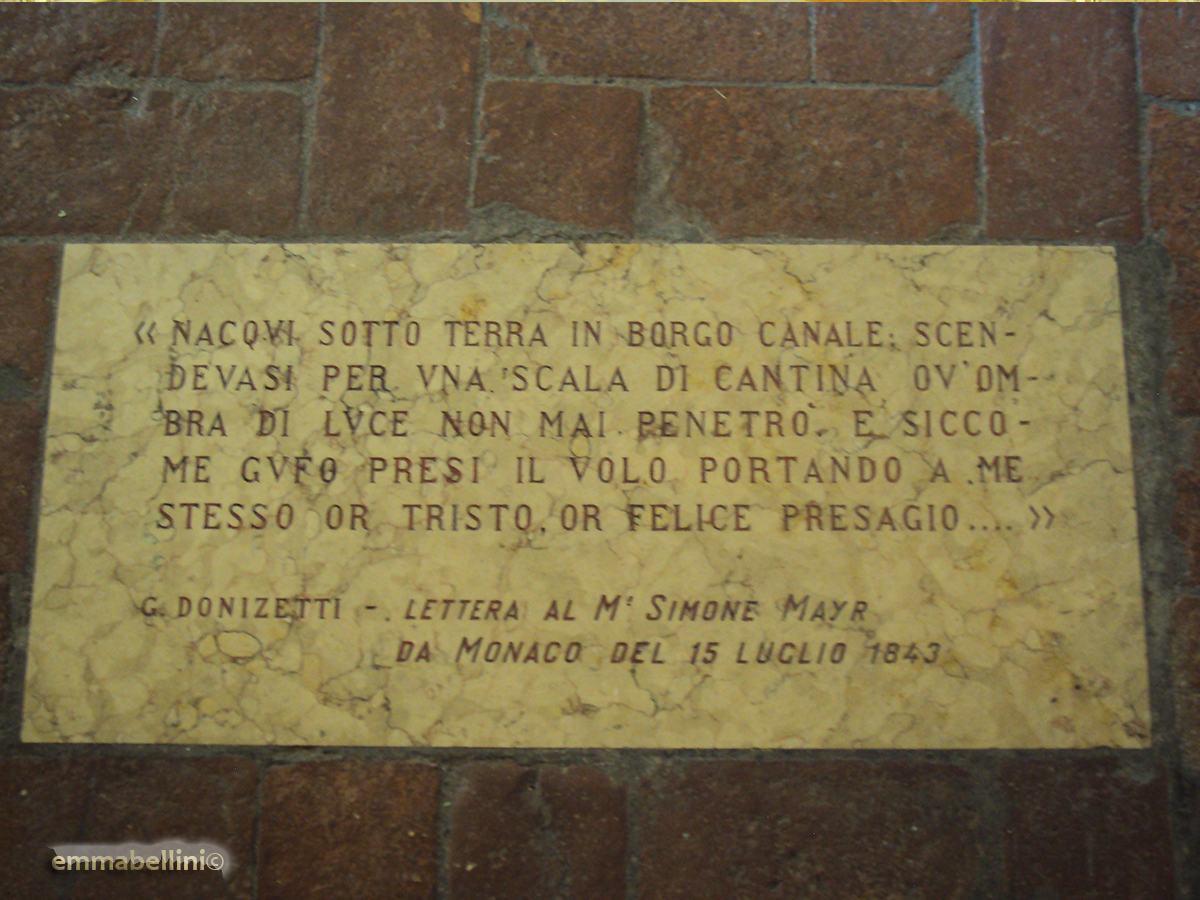 « NACQVI SOTTO TERRA IN BORGO CANALE: SCEN-
DEVASI PER VNA SCALA DI CANTINA OV'OM-
BRA DI LVCE NON MAI PENETRÒ. E SICCO-
ME GVFO PRESI IL VOLO PORTANDO A ME
STESSO OR TRISTO, OR FELICE PRESAGIO.... »
G. DONIZETTI - LETTERA AL Mº SIMONE MAYR
DA MONACO DEL 15 LUGLIO 1843
emmabellini©